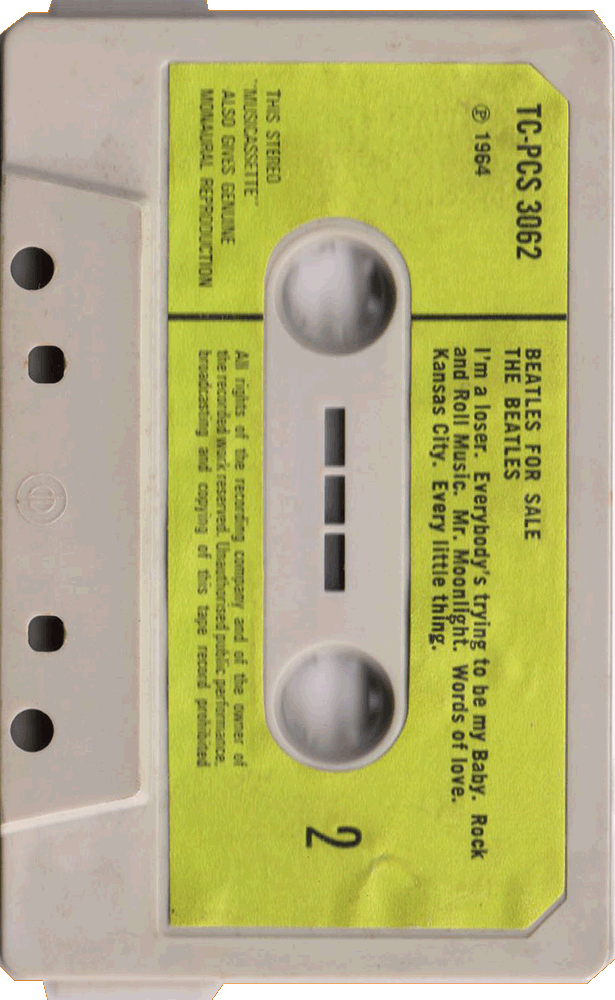 TC-PCS 3062
℗ 1964
BEATLES FOR SALE
THE BEATLES
I'm a loser. Everybody's trying to be my Baby. Rock
and Roll Music. Mr. Moonlight. Words of love.
Kansas City. Every little thing.
2
THIS STEREO
"MUSICASSETTE"
ALSO GIVES GENUINE
MONAURAL REPRODUCTION
All rights of the recording company and of the owner of
the recorded work reserved. Unauthorised public performance,
broadcasting and copying of this tape record prohibited